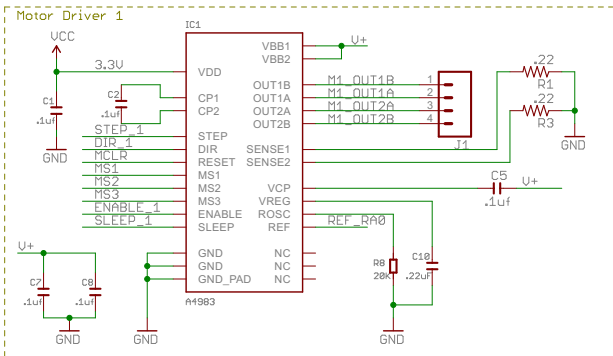 Motor Driver 1
IC1
VCC
3.3V
C1
.1uf
GND
C2
.1uf
STEP_1
DIR_1
MCLR
MS1
MS2
MS3
ENABLE_1
SLEEP_1
VDD
CP1
CP2
STEP
DIR
RESET
MS1
MS2
MS3
ENABLE
SLEEP
GND
GND
GND_PAD
VBB1
VBB2
OUT1B
OUT1A
OUT2A
OUT2B
SENSE1
SENSE2
VCP
VREG
ROSC
REF
NC
NC
NC
A4983
V+
M1_OUT1B
M1_OUT1A
M1_OUT2A
M1_OUT2B
1
2
3
4
J1
.22
R1
.22
R3
GND
C5
.1uf
V+
REF_RA0
R8
20K
C10
.22uf
GND
V+
C7
.1uf
C8
.1uf
GND
GND